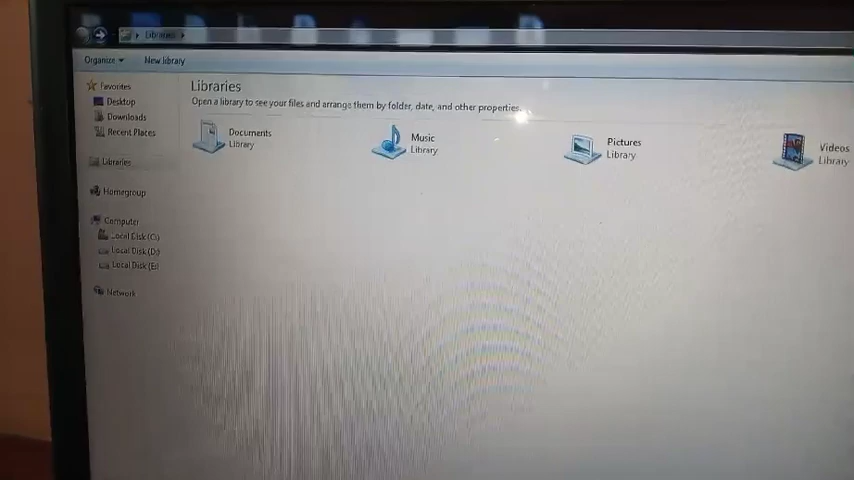 Libraries
Organize
New library
Favorites
Desktop
Downloads
Recent Places
Libraries
Homegroup
Computer
Local Disk (C:)
Local Disk (D:)
Local Disk (E:)
Network
Libraries
Open a library to see your files and arrange them by folder, date, and other properties.
Documents
Library
Music
Library
Pictures
Library
Videos
Library